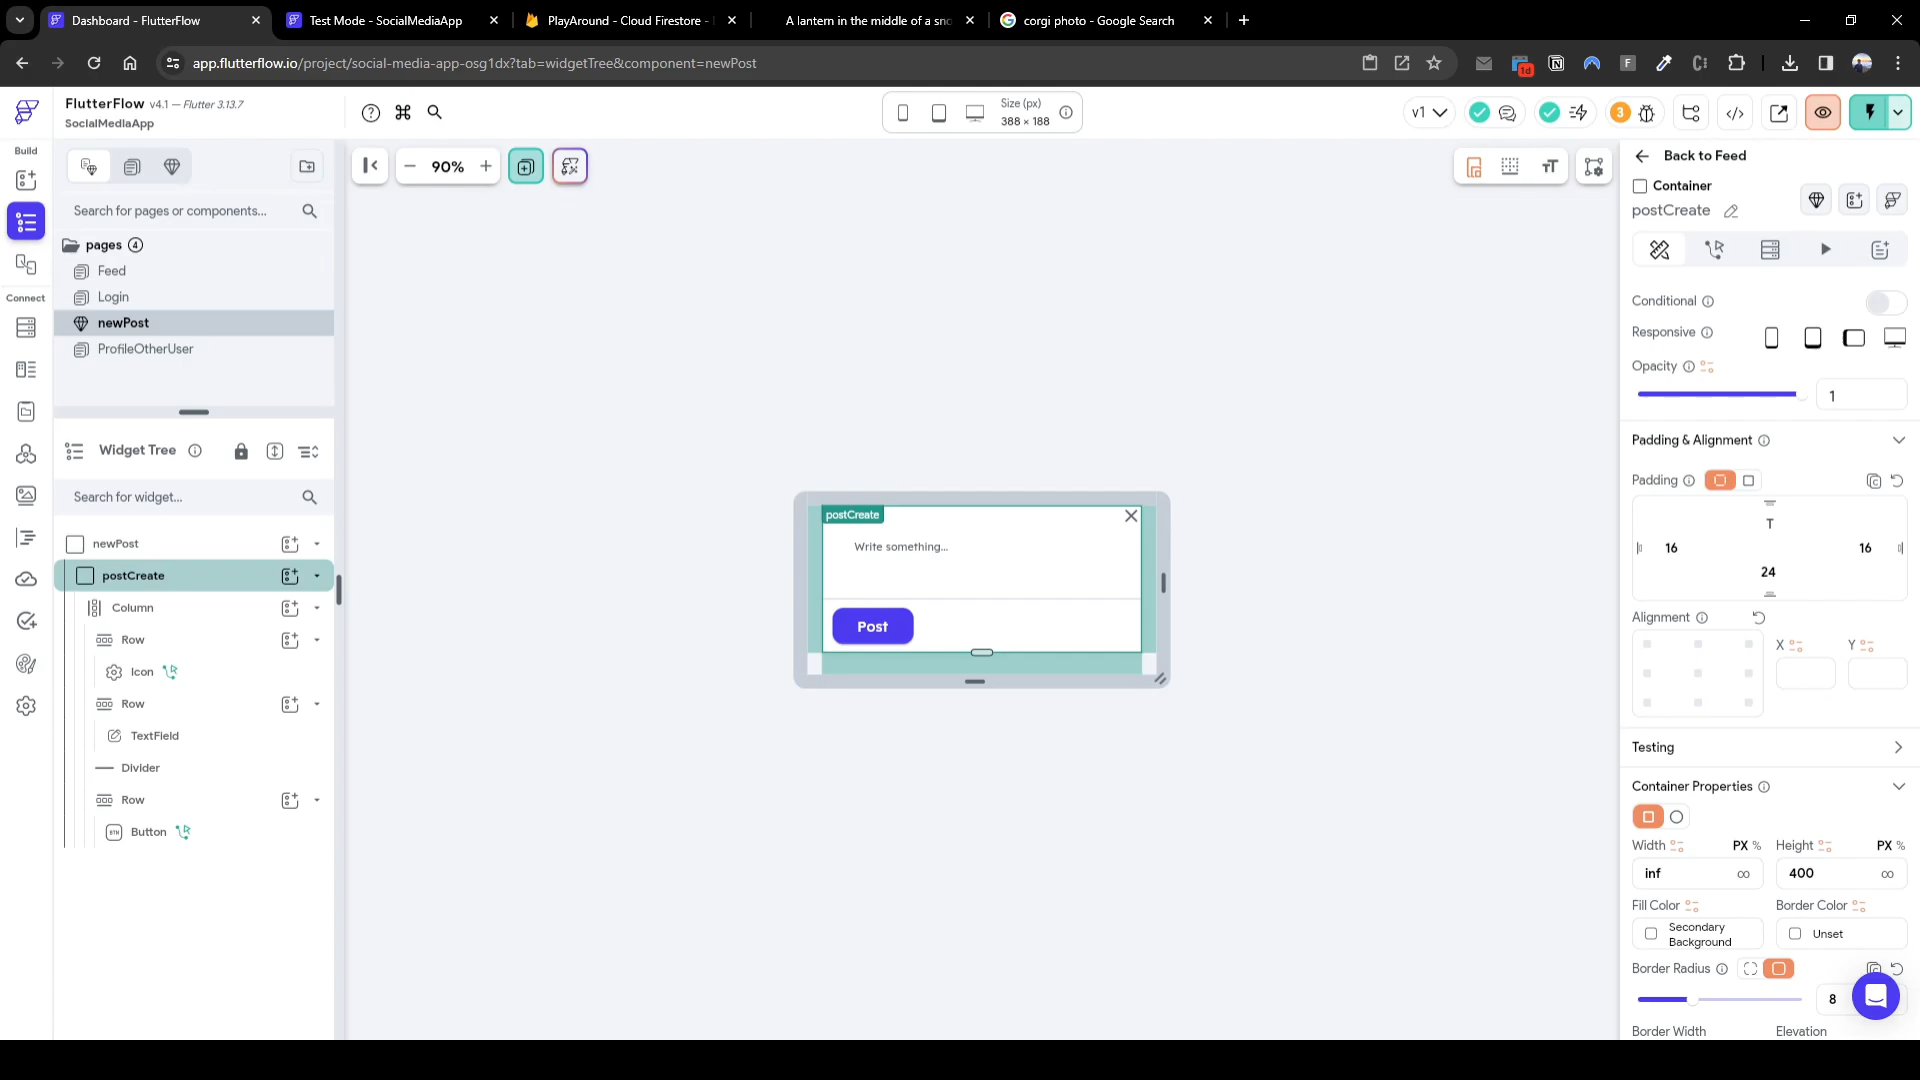 Dashboard - FlutterFlow
Test Mode - SocialMediaApp
PlayAround - Cloud Firestore -
A lantern in the middle of a sno
corgi photo - Google Search
app.flutterflow.io/project/social-media-app-osg1dx?tab=widgetTree&component=newPost
1d
N
F
FlutterFlow v4.1 — Flutter 3.13.7
SocialMediaApp
Size (px)
388 × 188
v1
3
Build
Connect
90%
Search for pages or components...
pages 4
Feed
Login
newPost
ProfileOtherUser
Widget Tree
Search for widget...
newPost
postCreate
Column
Row
Icon
Row
TextField
Divider
Row
BTN Button
postCreate
Write something...
Post
Back to Feed
Container
postCreate
Conditional
Responsive
Opacity
1
Padding & Alignment
Padding
T
16
16
24
Alignment
X
Y
Testing
Container Properties
Width PX %
Height PX %
inf ∞
400 ∞
Fill Color
Border Color
Secondary Background
Unset
Border Radius
8
Border Width
Elevation